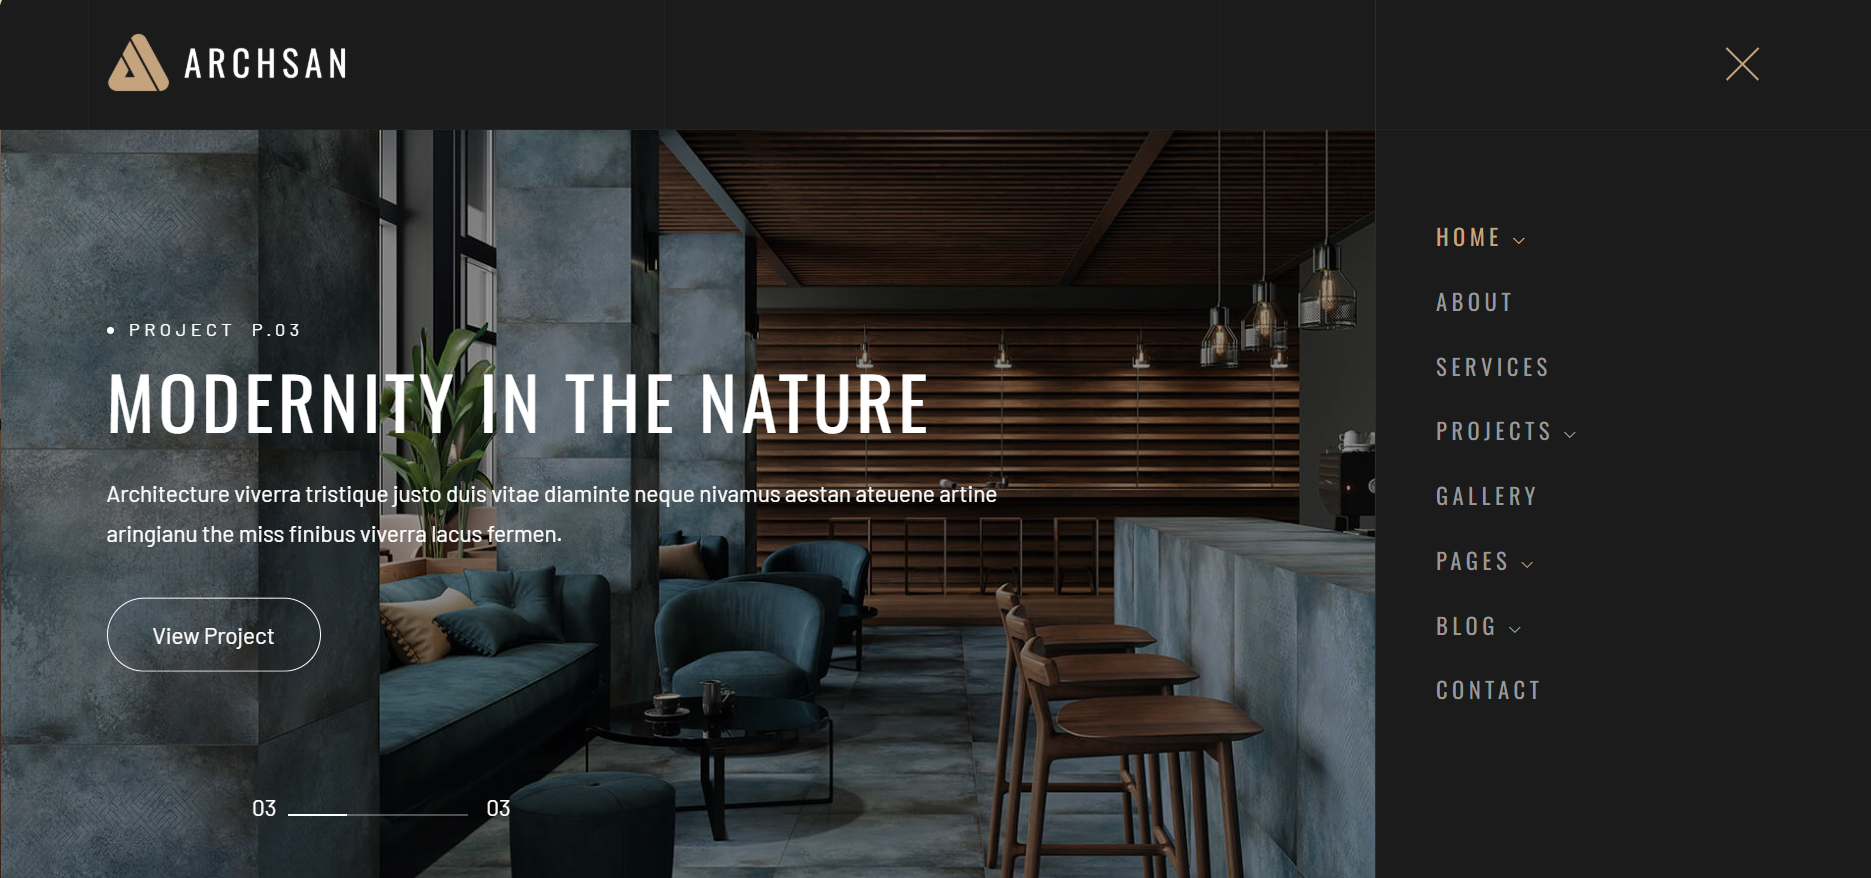 ARCHSAN
PROJECT P.03
MODERNITY IN THE NATURE
Architecture viverra tristique justo duis vitae diaminte neque nivamus aestan ateuene artine
aringianu the miss finibus viverra lacus fermen.
View Project
03 03
HOME
ABOUT
SERVICES
PROJECTS
GALLERY
PAGES
BLOG
CONTACT